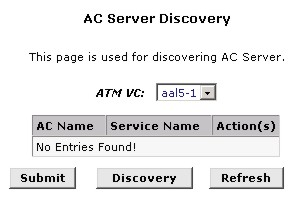 AC Server Discovery
This page is used for discovering AC Server.
ATM VC: aal5-1
AC Name Service Name Action(s)
No Entries Found!
Submit Discovery Refresh